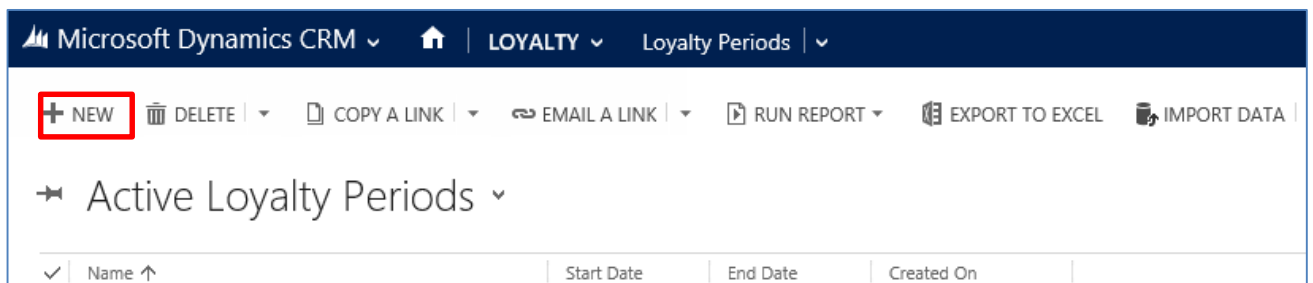 Microsoft Dynamics CRM LOYALTY Loyalty Periods
NEW DELETE COPY A LINK EMAIL A LINK RUN REPORT EXPORT TO EXCEL IMPORT DATA
Active Loyalty Periods
Name Start Date End Date Created On